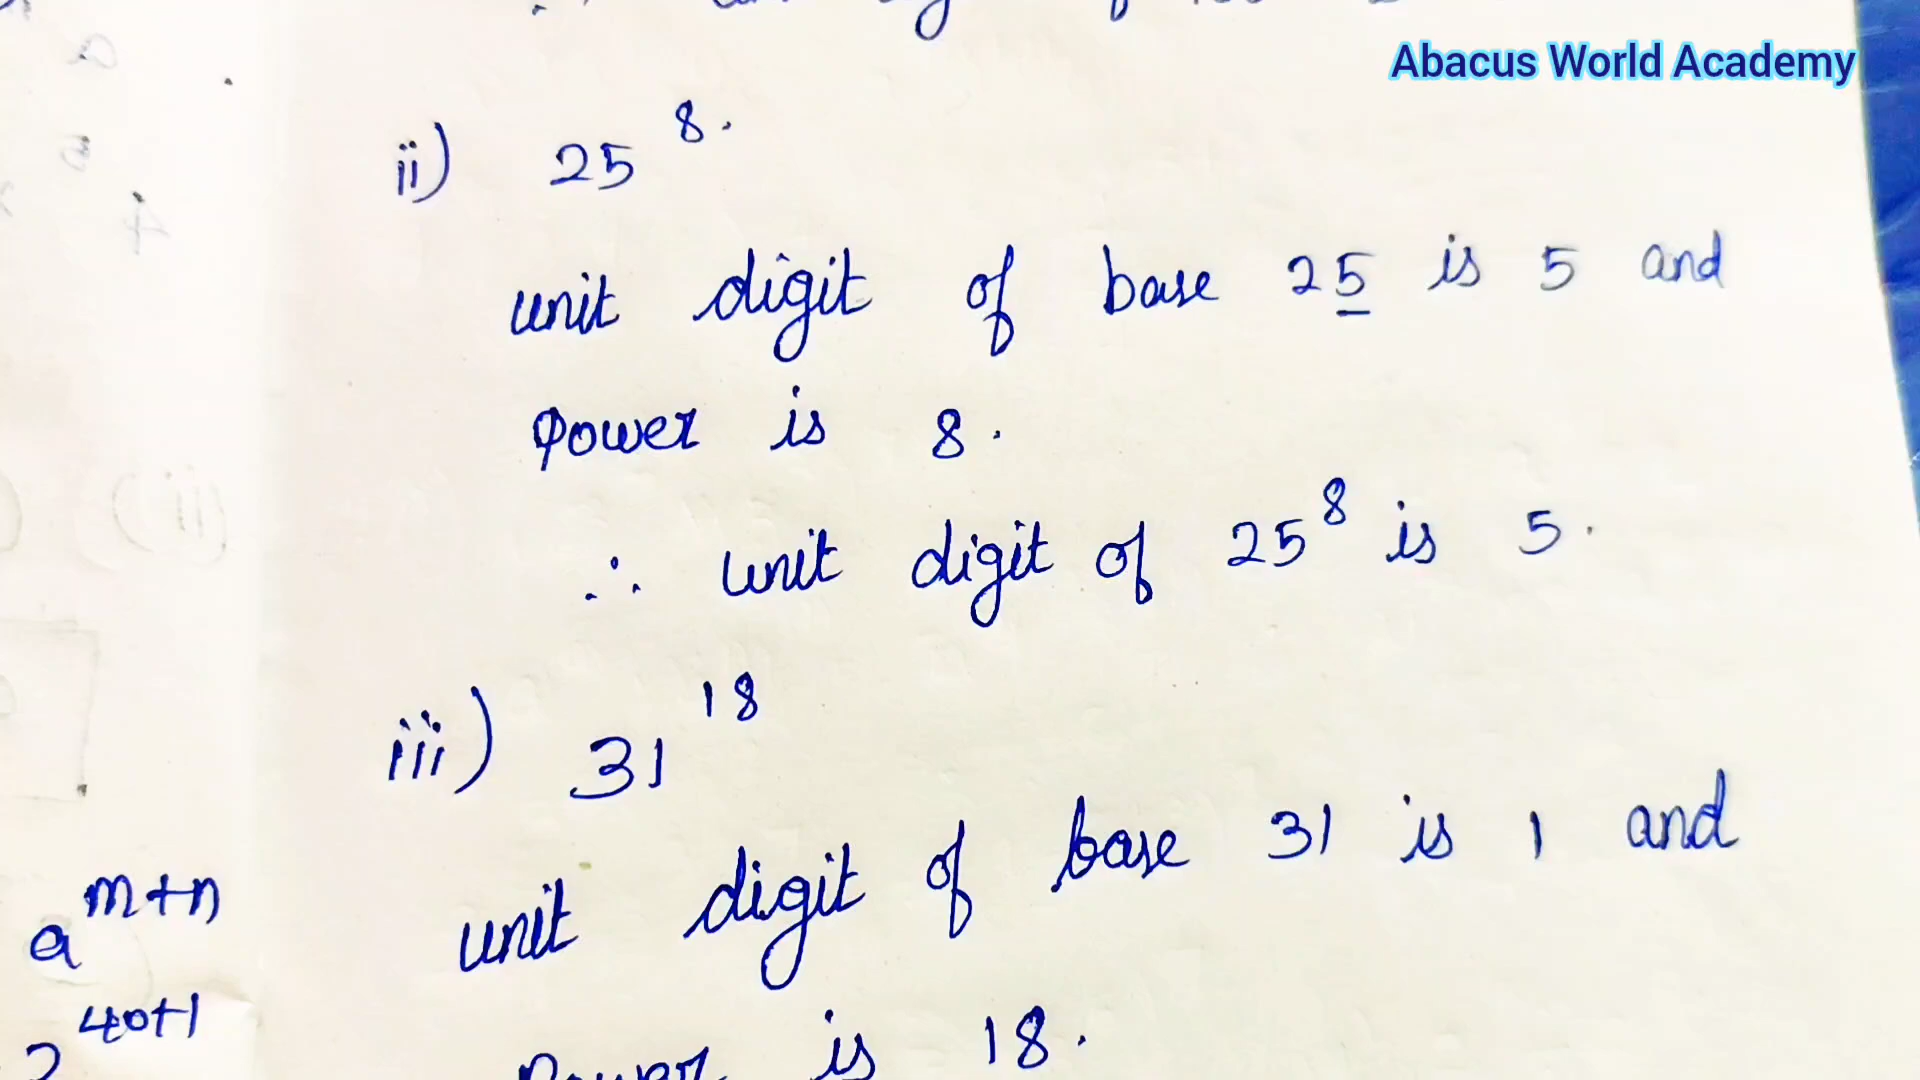 Abacus World Academy
ii) 25⁸.
unit digit of base 25 is 5 and
Power is 8.
∴ unit digit of 25⁸ is 5.
iii) 31¹⁸
unit digit of base 31 is 1 and
Power is 18.
a^m+n
40+1